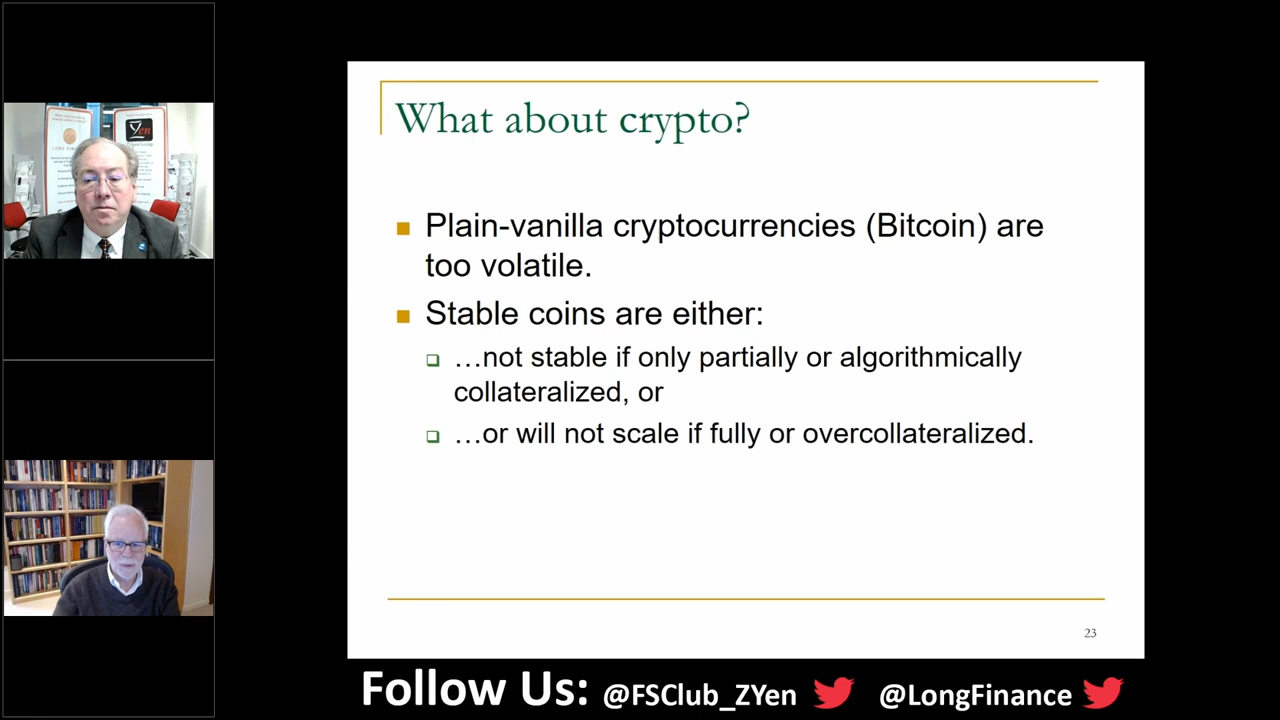 What about crypto?
Plain-vanilla cryptocurrencies (Bitcoin) are
too volatile.
Stable coins are either:
…not stable if only partially or algorithmically
collateralized, or
…or will not scale if fully or overcollateralized.
23
Follow Us: @FSClub_ZYen @LongFinance